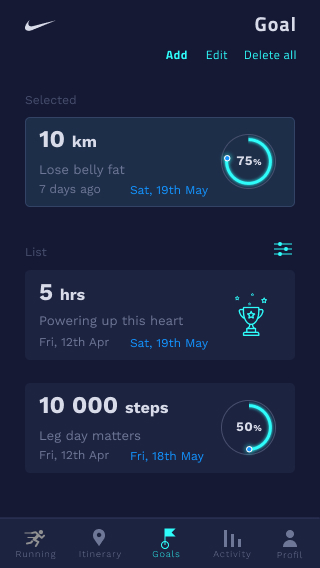 Goal
Add Edit Delete all
Selected
10 km
Lose belly fat
7 days ago Sat, 19th May
75%
List
5 hrs
Powering up this heart
Fri, 12th Apr Sat, 19th May
10 000 steps
Leg day matters
Fri, 12th Apr Fri, 18th May
50%
Running Itinerary Goals Activity Profil